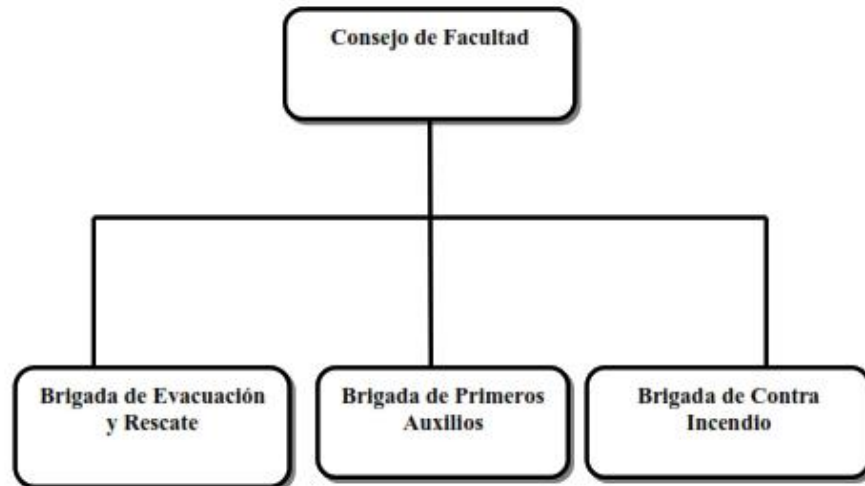 Consejo de Facultad
Brigada de Evacuación
y Rescate
Brigada de Primeros
Auxilios
Brigada de Contra
Incendio